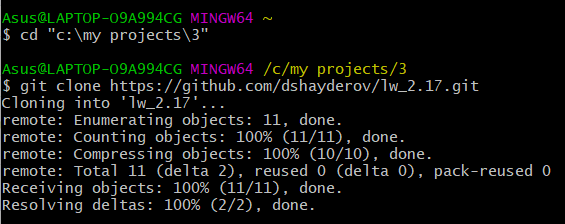 Asus@LAPTOP-O9A994CG MINGW64 ~
$ cd "c:\my projects\3"
Asus@LAPTOP-O9A994CG MINGW64 /c/my projects/3
$ git clone https://github.com/dshayderov/lw_2.17.git
Cloning into 'lw_2.17'...
remote: Enumerating objects: 11, done.
remote: Counting objects: 100% (11/11), done.
remote: Compressing objects: 100% (10/10), done.
remote: Total 11 (delta 2), reused 0 (delta 0), pack-reused 0
Receiving objects: 100% (11/11), done.
Resolving deltas: 100% (2/2), done.